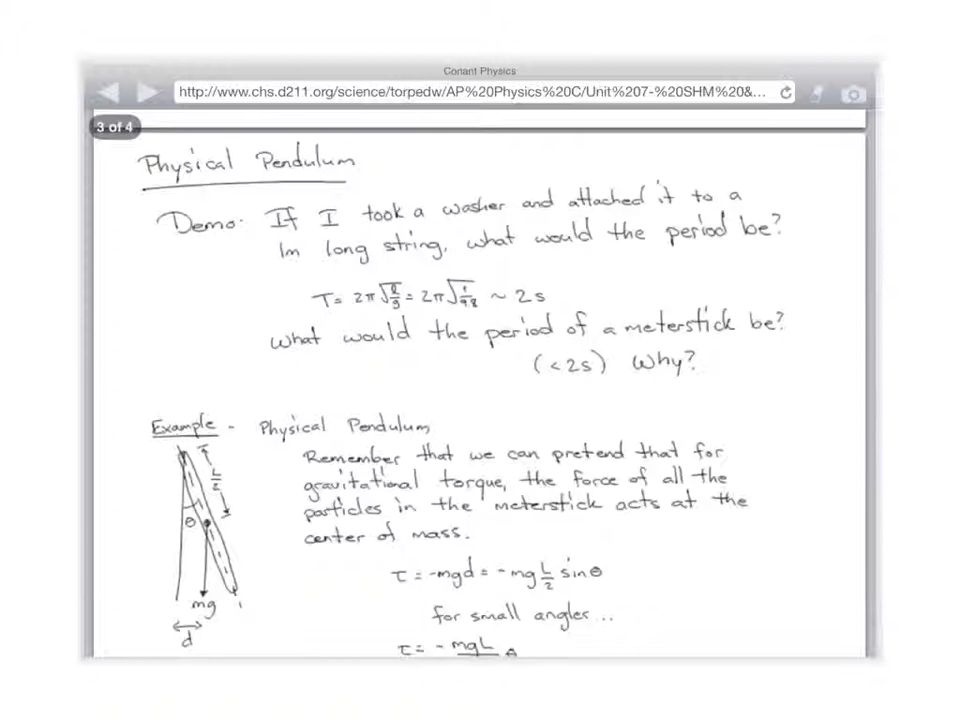 Conant Physics
http://www.chs.d211.org/science/torpedw/AP%20Physics%20C/Unit%207-%20SHM%20&...
3 of 4
Physical Pendulum
Demo: If I took a washer and attached it to a
1m long string, what would the period be?
T = 2π√(l/g) = 2π√(1/9.8) ~ 2s
What would the period of a meterstick be?
(<2s) Why?
Example - Physical Pendulum
Remember that we can pretend that for
gravitational torque, the force of all the
particles in the meterstick acts at the
center of mass.
L/2
θ
mg
d
τ = -mgd = -mg L/2 sinθ
for small angles...
τ = - mgL θ